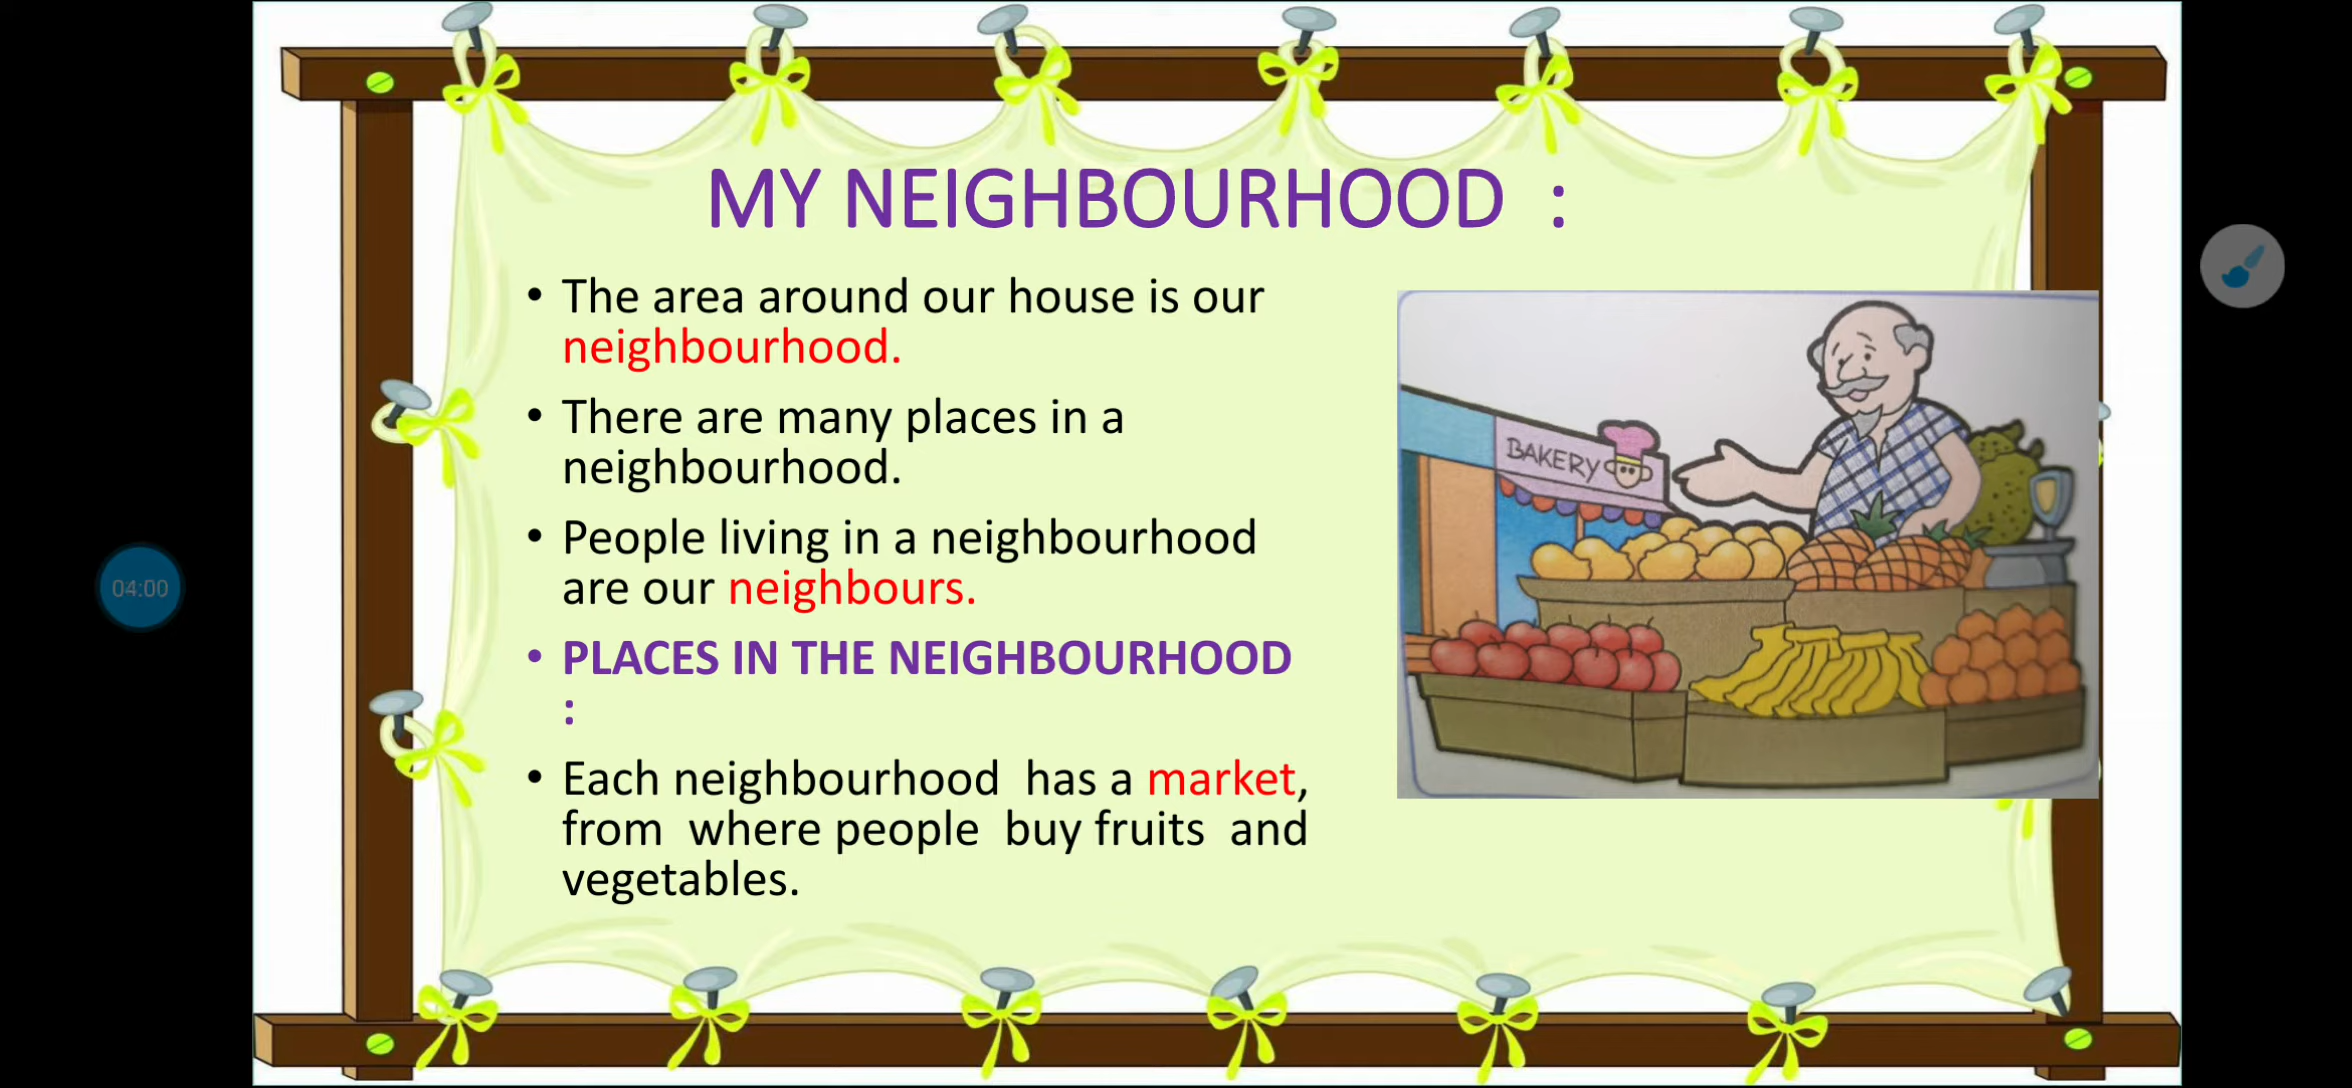 MY NEIGHBOURHOOD :
• The area around our house is our
neighbourhood.
• There are many places in a
neighbourhood.
• People living in a neighbourhood
are our neighbours.
• PLACES IN THE NEIGHBOURHOOD
:
• Each neighbourhood has a market,
from where people buy fruits and
vegetables.
BAKERY
04:00